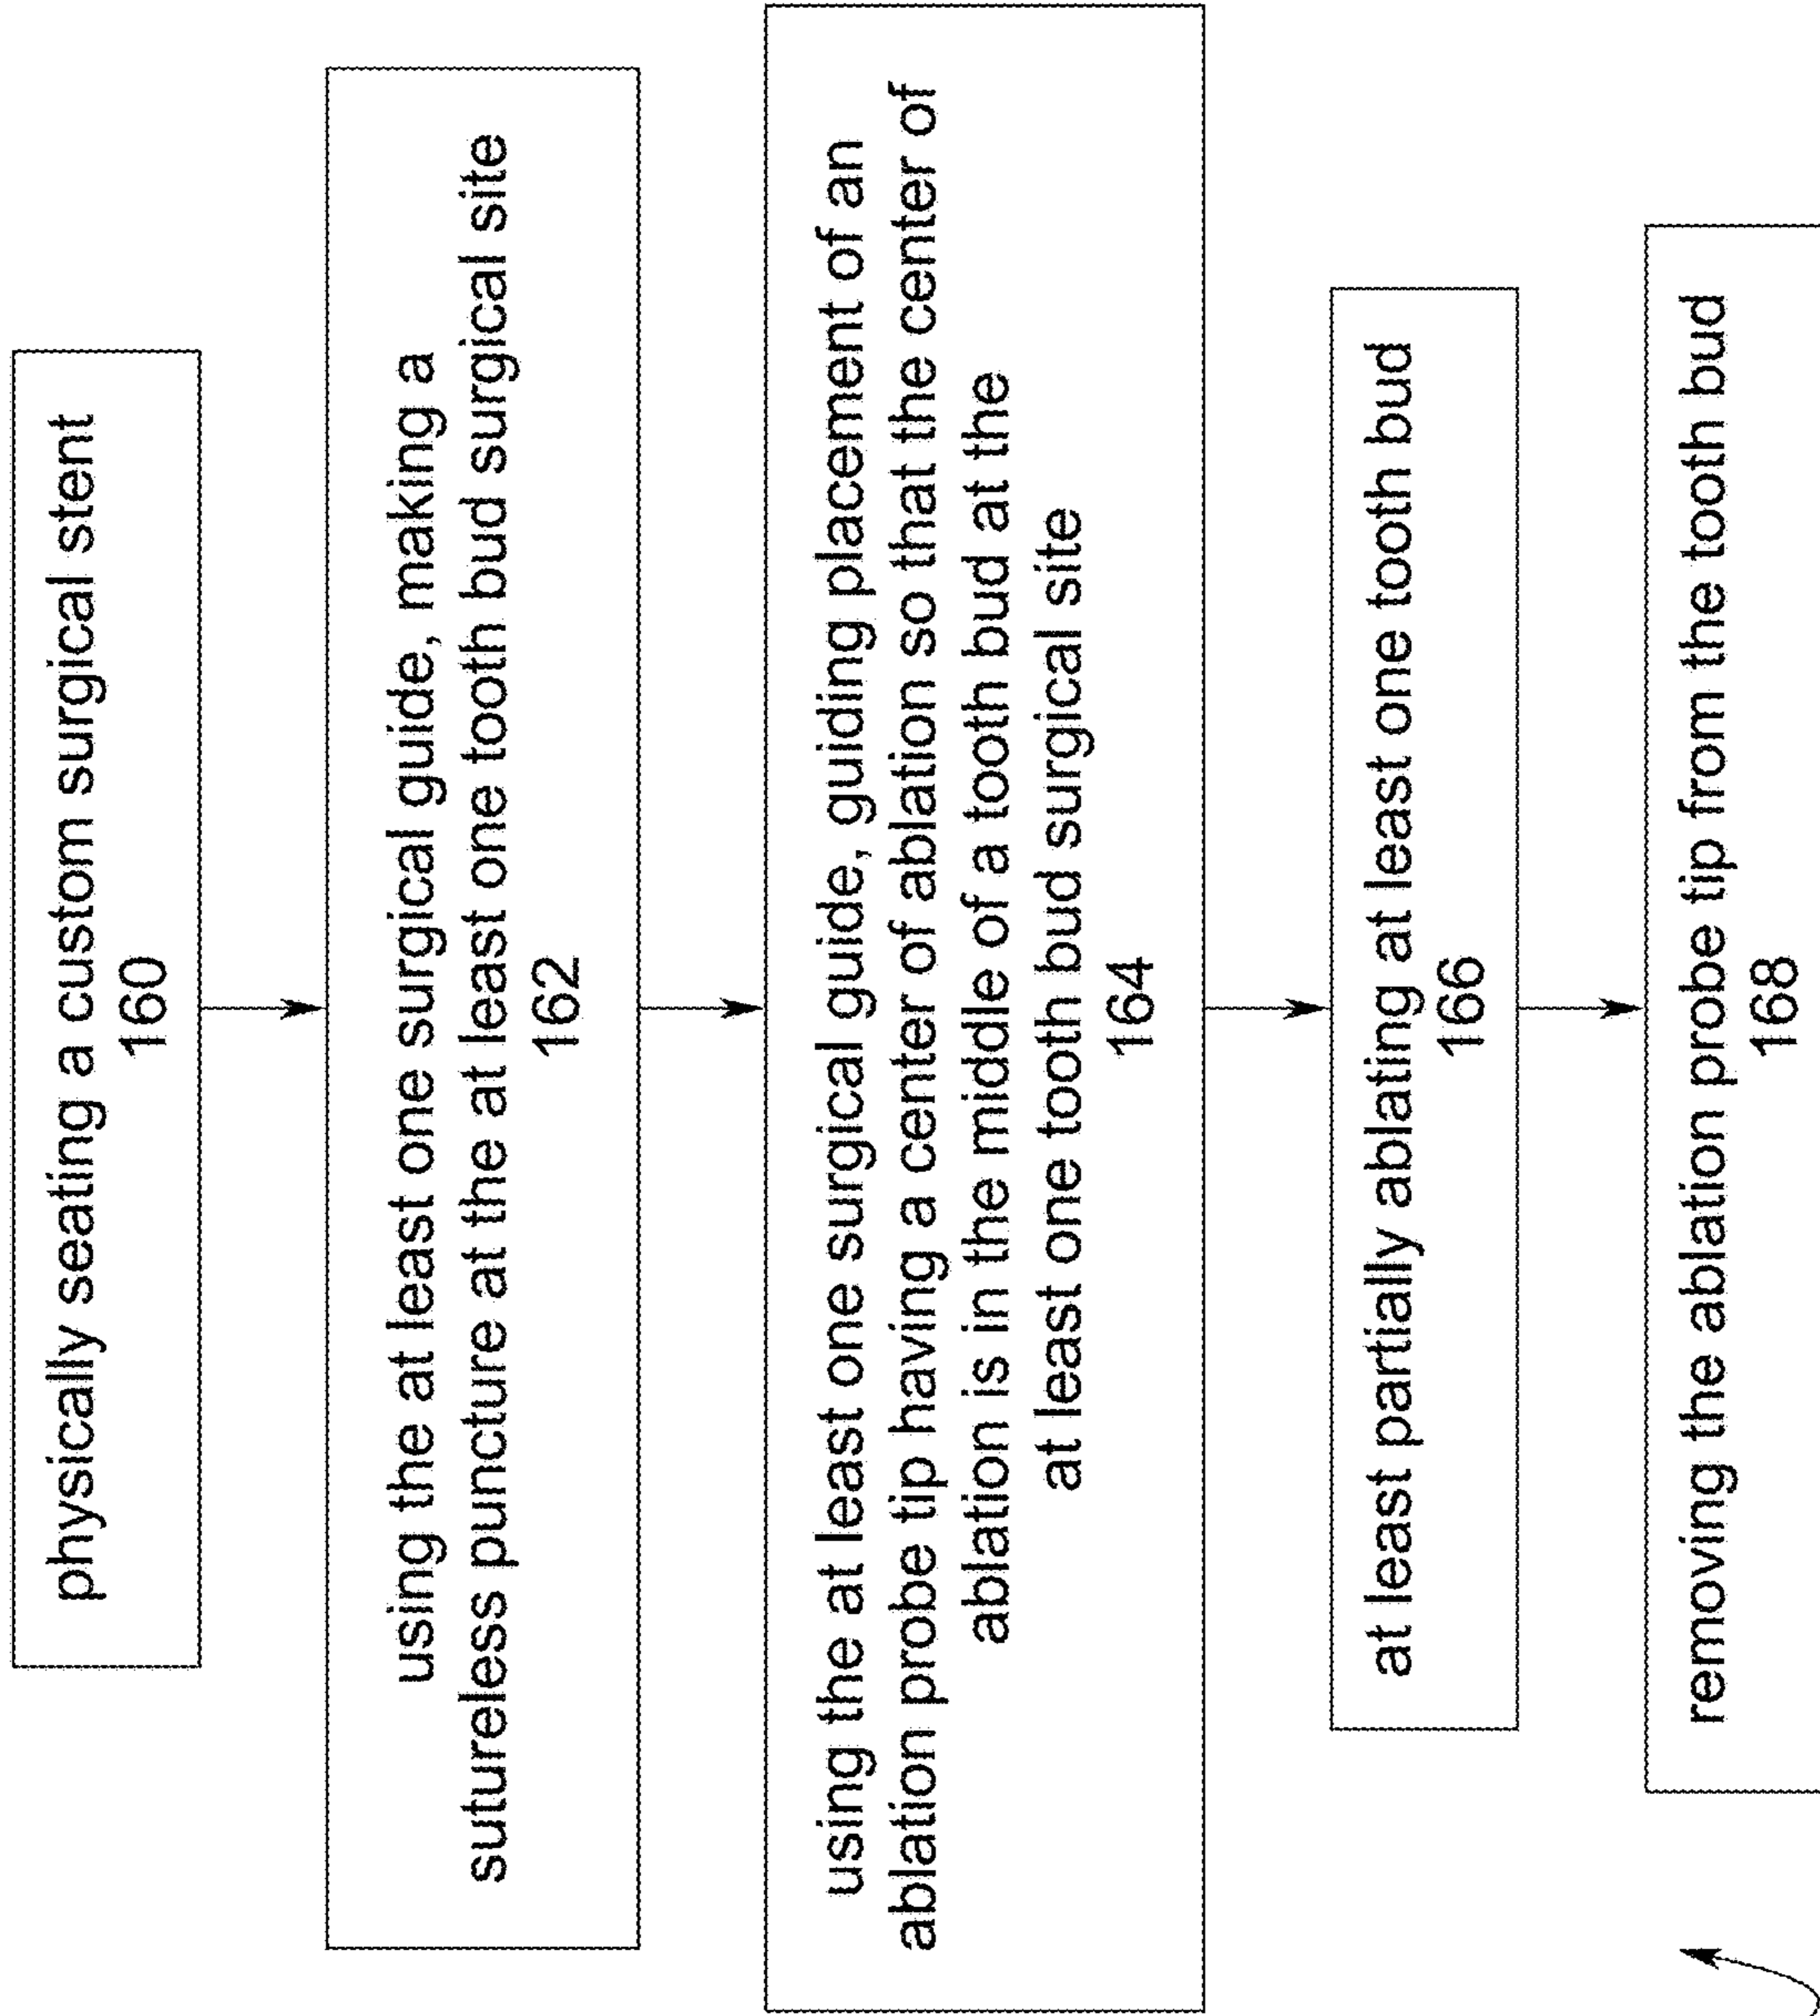 physically seating a custom surgical stent
160
using the at least one surgical guide, making a
sutureless puncture at the at least one tooth bud surgical site
162
using the at least one surgical guide, guiding placement of an
ablation probe tip having a center of ablation so that the center of
ablation is in the middle of a tooth bud at the
at least one tooth bud surgical site
164
at least partially ablating at least one tooth bud
166
removing the ablation probe tip from the tooth bud
168